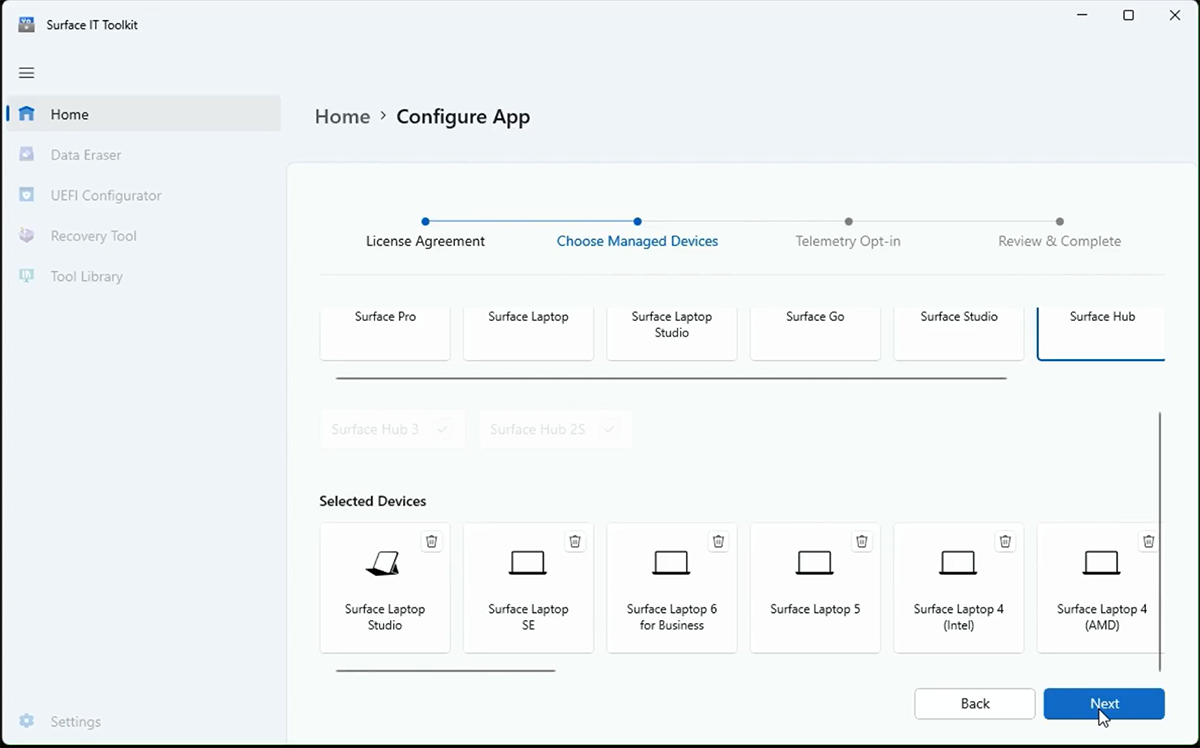 Surface IT Toolkit
Home
Data Eraser
UEFI Configurator
Recovery Tool
Tool Library
Settings
Home > Configure App
License Agreement
Choose Managed Devices
Telemetry Opt-in
Review & Complete
Surface Pro
Surface Laptop
Surface Laptop
Studio
Surface Go
Surface Studio
Surface Hub
Surface Hub 3
Surface Hub 2S
Selected Devices
Surface Laptop
Studio
Surface Laptop
SE
Surface Laptop 6
for Business
Surface Laptop 5
Surface Laptop 4
(Intel)
Surface Laptop 4
(AMD)
Back
Next